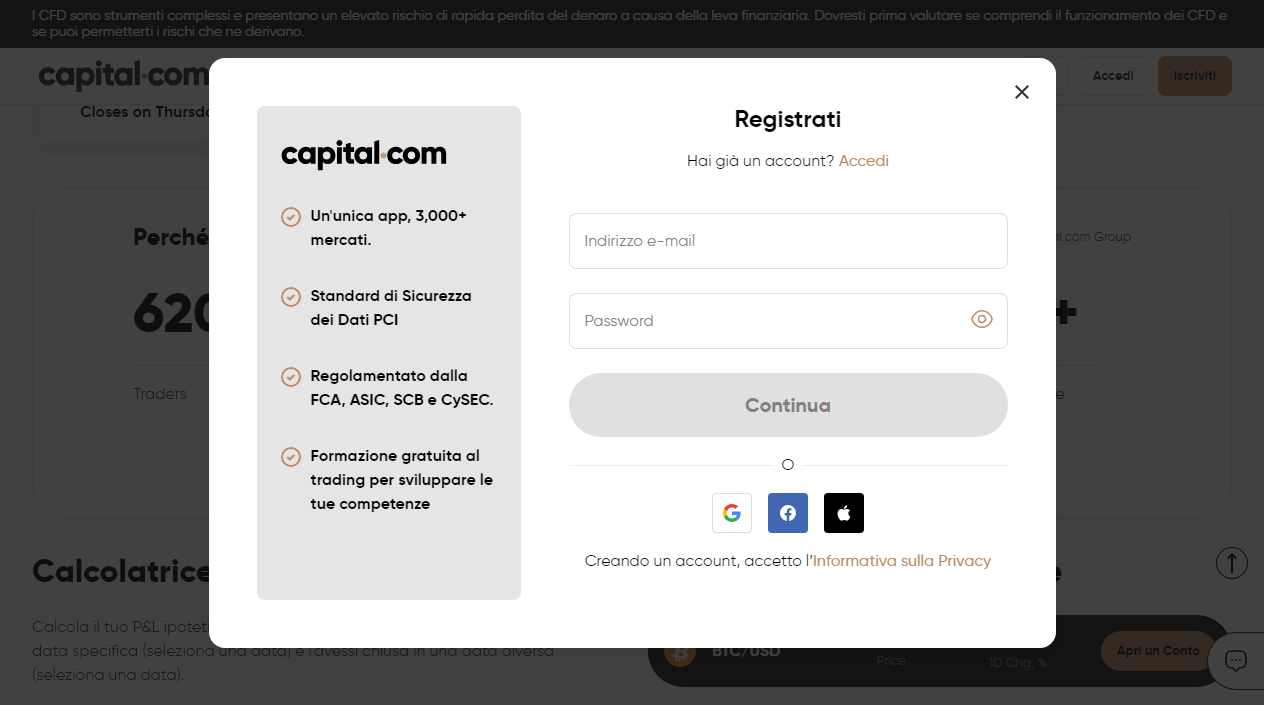 I CFD sono strumenti complessi e presentano un elevato rischio di rapida perdita del denaro a causa della leva finanziaria. Dovresti prima valutare se comprendi il funzionamento dei CFD e
se puoi permetterti i rischi che ne derivano.
capital.com
Accedi
Iscriviti
Closes on Thursda
Perché
al.com Group
620
+
Traders
e
capital.com
Un'unica app, 3,000+
mercati.
Standard di Sicurezza
dei Dati PCI
Regolamentato dalla
FCA, ASIC, SCB e CySEC.
Formazione gratuita al
trading per sviluppare le
tue competenze
Registrati
Hai già un account? Accedi
Indirizzo e-mail
Password
Continua
O
Creando un account, accetto l'Informativa sulla Privacy
Calcolatrice
e
Calcola il tuo P&L ipoteti
data specifica (seleziona una data) e l'avessi chiusa in una data diversa
(seleziona una data).
BTC/USD
Price
1D Chg, %
Apri un Conto